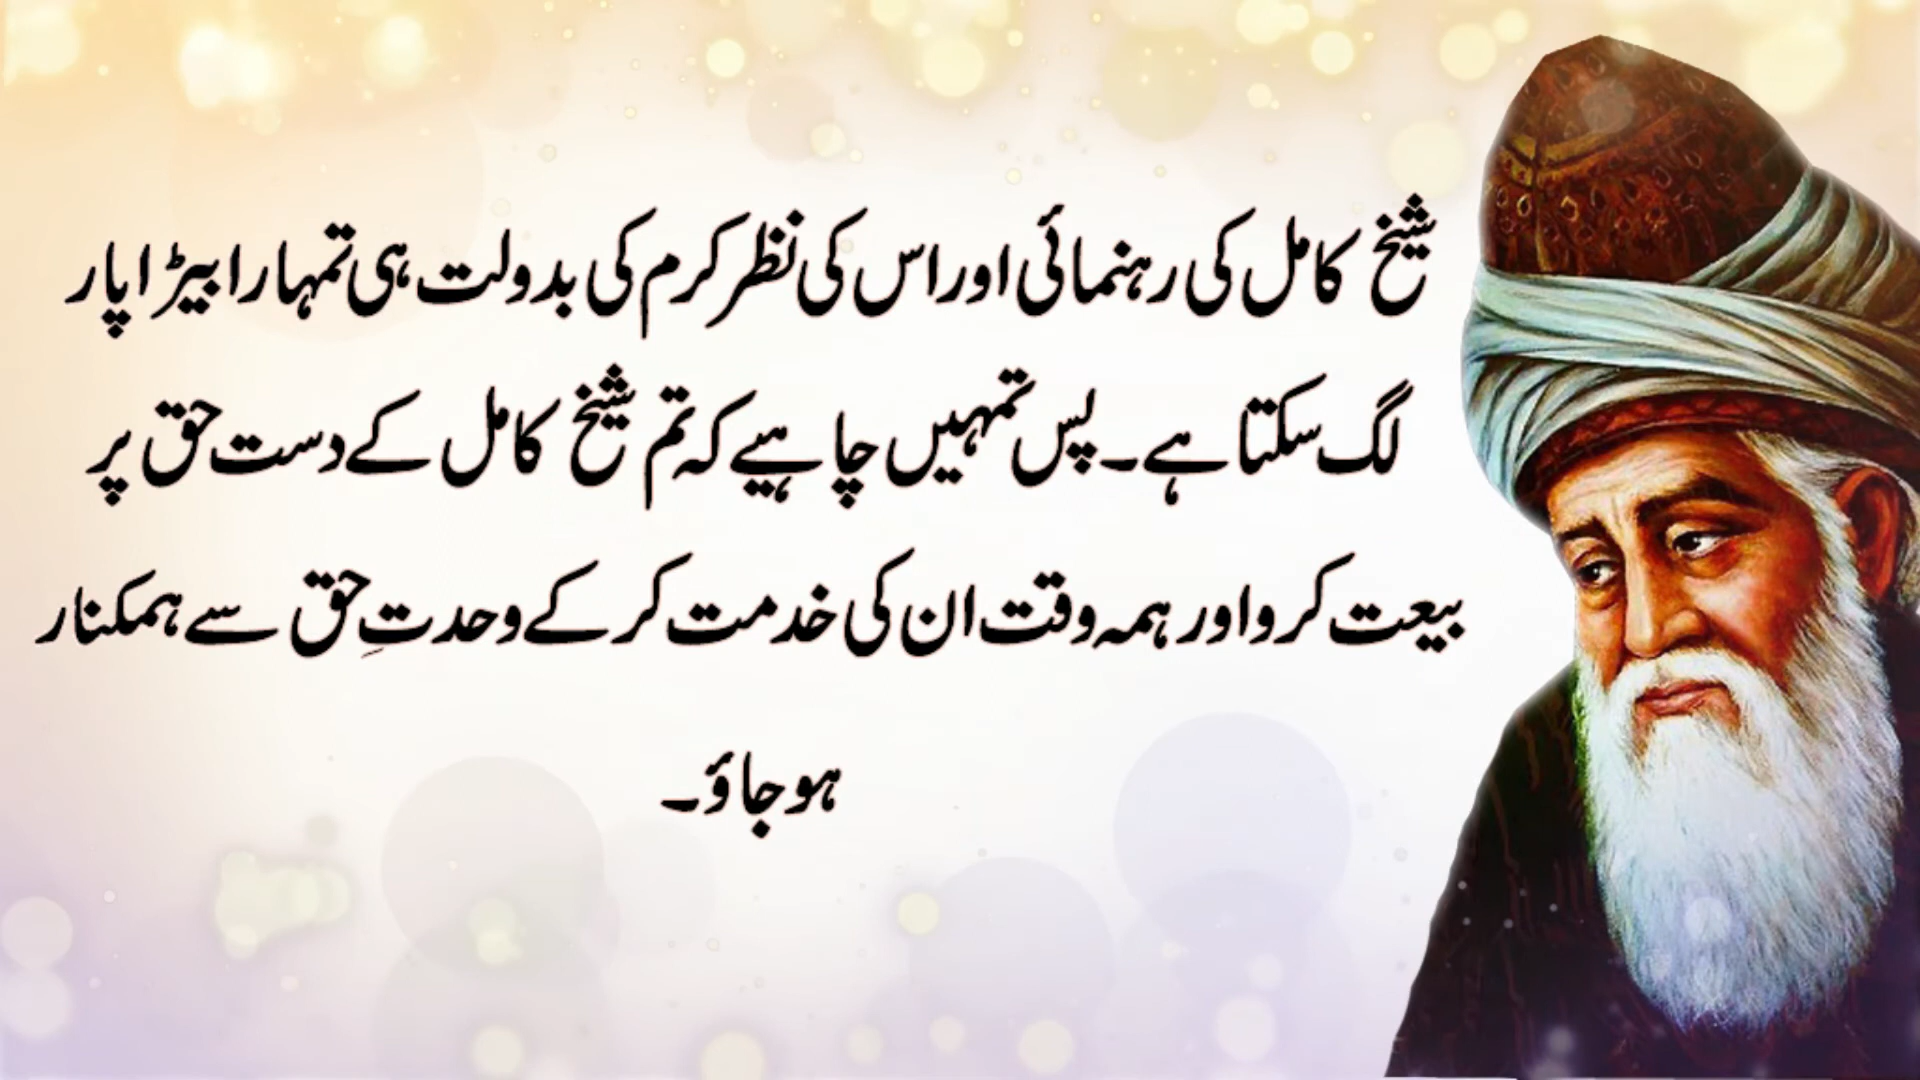 شیخ کامل کی رہنمائی اور اس کی نظر کرم کی بدولت ہی تمہارا بیڑا پار
لگ سکتا ہے۔ پس تمہیں چاہیے کہ تم شیخ کامل کے دست حق پر
بیعت کرو اور ہمہ وقت ان کی خدمت کر کے وحدتِ حق سے ہمکنار
ہو جاؤ۔